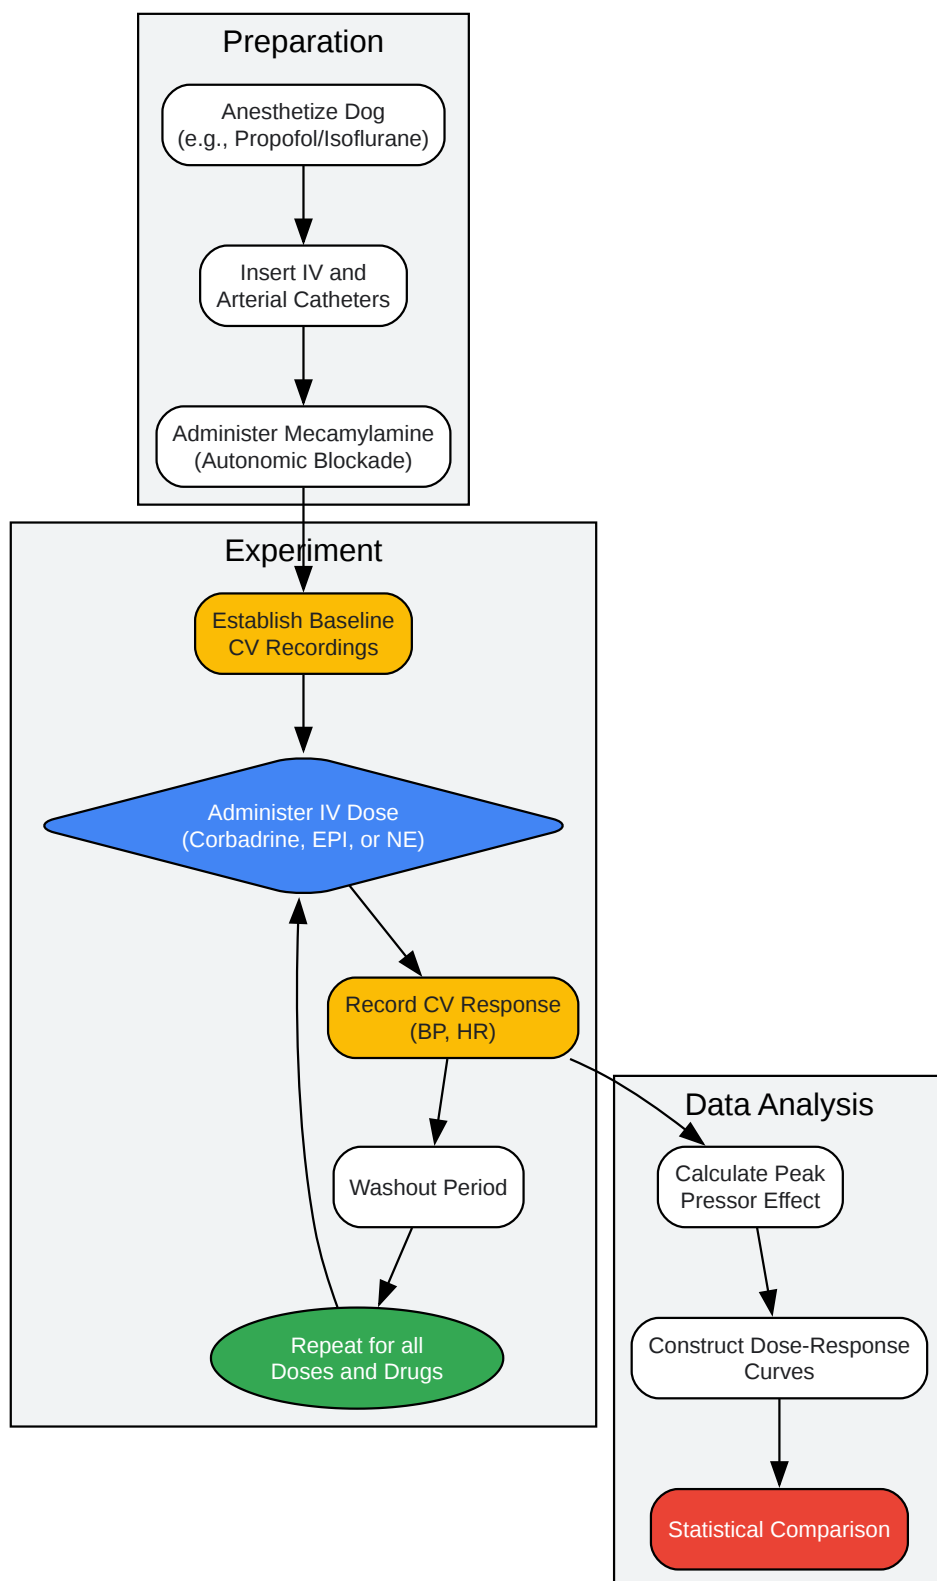 Preparation
Anesthetize Dog
(e.g., Propofol/Isoflurane)
Insert IV and
Arterial Catheters
Administer Mecamylamine
(Autonomic Blockade)
Experiment
Establish Baseline
CV Recordings
Administer IV Dose
(Corbadrine, EPI, or NE)
Record CV Response
(BP, HR)
Washout Period
Repeat for all
Doses and Drugs
Data Analysis
Calculate Peak
Pressor Effect
Construct Dose-Response
Curves
Statistical Comparison